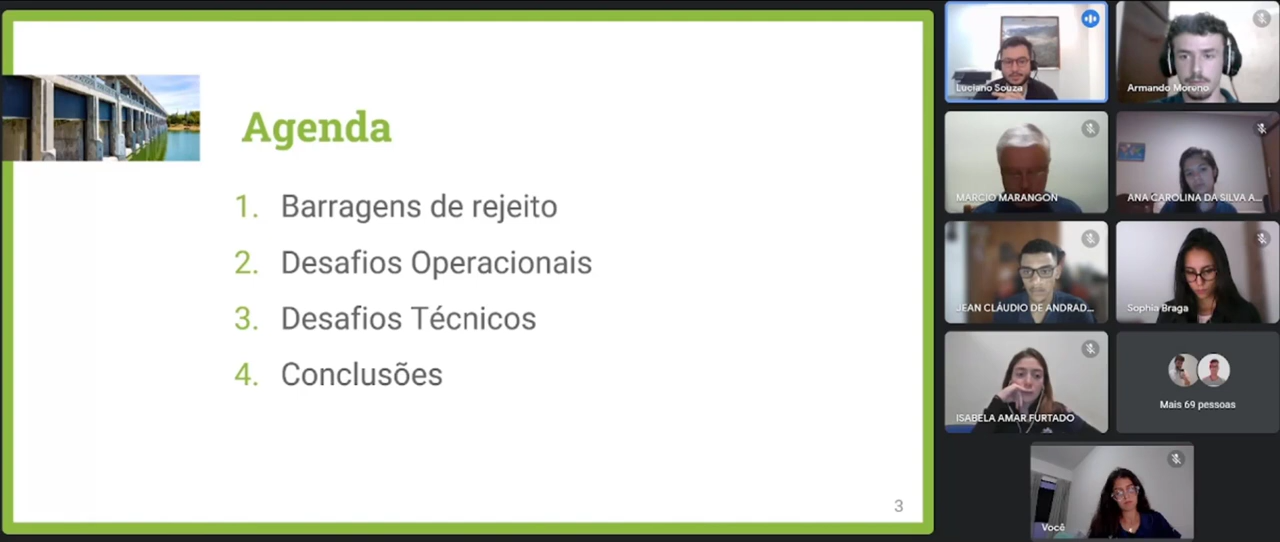 Agenda
1. Barragens de rejeito
2. Desafios Operacionais
3. Desafios Técnicos
4. Conclusões
3
Luciano Souza
Armando Moreno
MARCIO MARANGON
ANA CAROLINA DA SILVA A...
JEAN CLÁUDIO DE ANDRAD...
Sophia Braga
ISABELA AMAR FURTADO
Mais 69 pessoas
Você